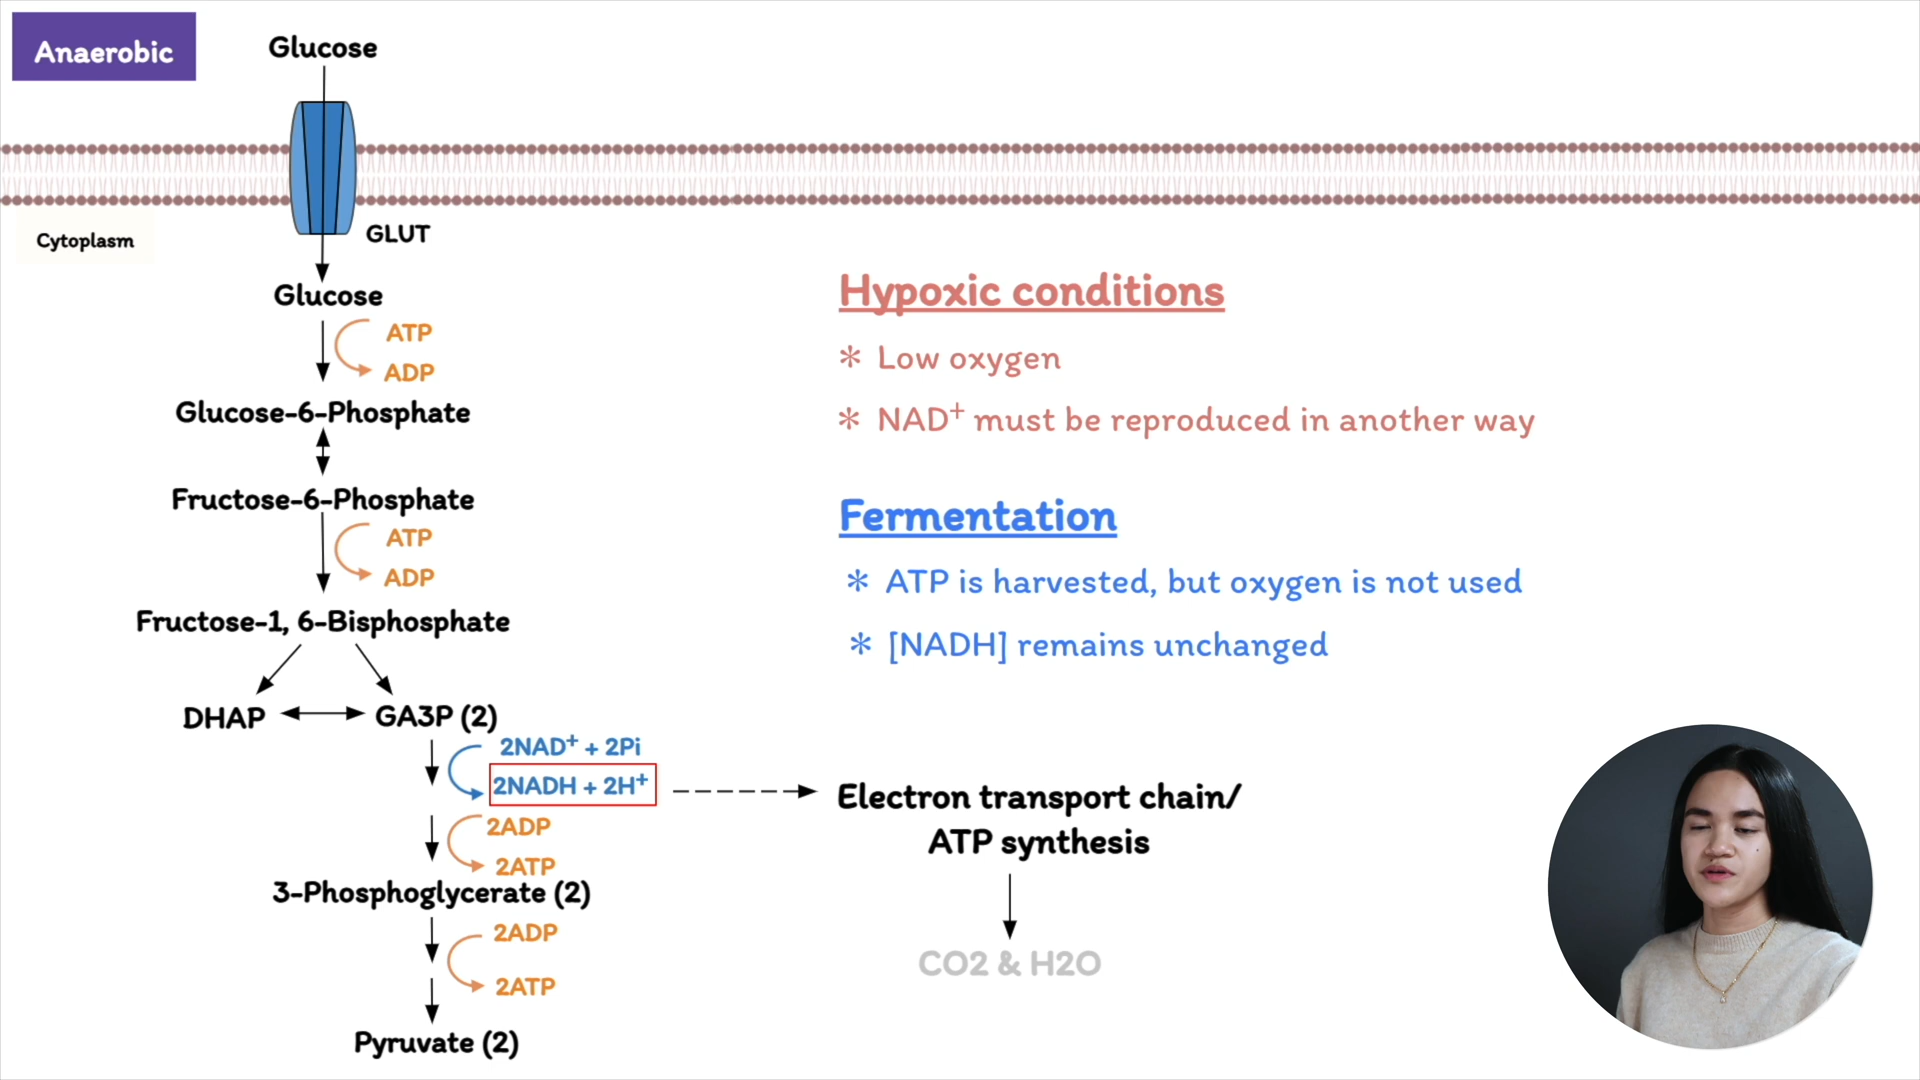 Anaerobic
Glucose
Cytoplasm
GLUT
Glucose
ATP
ADP
Glucose-6-Phosphate
Fructose-6-Phosphate
ATP
ADP
Fructose-1, 6-Bisphosphate
DHAP
GA3P (2)
2NAD⁺ + 2Pi
2NADH + 2H⁺
2ADP
2ATP
3-Phosphoglycerate (2)
2ADP
2ATP
Pyruvate (2)
Hypoxic conditions
* Low oxygen
* NAD⁺ must be reproduced in another way
Fermentation
* ATP is harvested, but oxygen is not used
* [NADH] remains unchanged
Electron transport chain/
ATP synthesis
CO2 & H2O